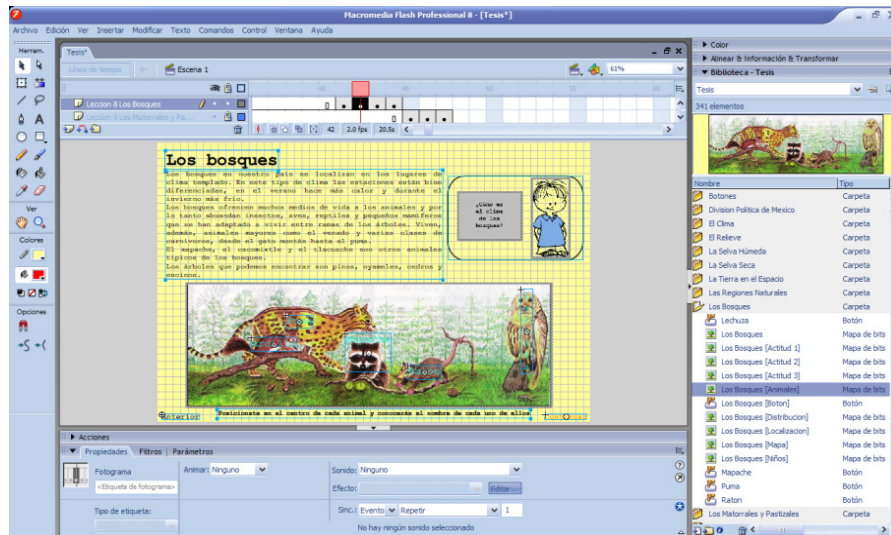 Macromedia Flash Professional 8 - [Tesis*]
Archivo Edición Ver Insertar Modificar Texto Comandos Control Ventana Ayuda
Herram.
Ver
Colores
Opciones
Tesis*
Línea de tiempo
Escena 1
61%
40 45 50 55 60
Leccion 8 Los Bosques
Leccion 9 Los Matorrales y Pa...
42 2.0 fps 20.5s
Los bosques
Los bosques en nuestro país se localizan en los lugares de
clima templado. En este tipo de clima las estaciones están bien
diferenciadas, en el verano hace más calor y durante el
invierno más frío.
Los bosques ofrecen muchos medios de vida a los animales y por
lo tanto abundan insectos, aves, reptiles y pequeños mamíferos
que se han adaptado a vivir entre ramas de los árboles. Viven,
además, animales mayores como el venado y varias clases de
carnívoros, desde el gato montés hasta el puma.
El mapache, el cacomixtle y el tlacuache son otros animales
típicos de los bosques.
Los árboles que podemos encontrar son pinos, oyameles, cedros y
encinos.
¿Cómo es
el clima
de los
bosques?
Posicionate en el centro de cada animal y conocerás el nombre de cada uno de ellos
Anterior
Acciones
Propiedades Filtros Parámetros
Fotograma
<Etiqueta de fotograma>
Tipo de etiqueta:
Animar: Ninguno
Sonido: Ninguno
Efecto:
Editar...
Sinc.: Evento Repetir 1
No hay ningún sonido seleccionado
Color
Alinear & Información & Transformar
Biblioteca - Tesis
Tesis
341 elementos
Nombre Tipo
Botones Carpeta
Division Politica de Mexico Carpeta
El Clima Carpeta
El Relieve Carpeta
La Selva Húmeda Carpeta
La Selva Seca Carpeta
La Tierra en el Espacio Carpeta
Las Regiones Naturales Carpeta
Los Bosques Carpeta
Lechuza Botón
Los Bosques Mapa de bits
Los Bosques [Actitud 1] Mapa de bits
Los Bosques [Actitud 2] Mapa de bits
Los Bosques [Actitud 3] Mapa de bits
Los Bosques [Animales] Mapa de bits
Los Bosques [Boton] Botón
Los Bosques [Distribucion] Mapa de bits
Los Bosques [Localizacion] Mapa de bits
Los Bosques [Mapa] Mapa de bits
Los Bosques [Niños] Mapa de bits
Mapache Botón
Puma Botón
Raton Botón
Los Matorrales y Pastizales Carpeta